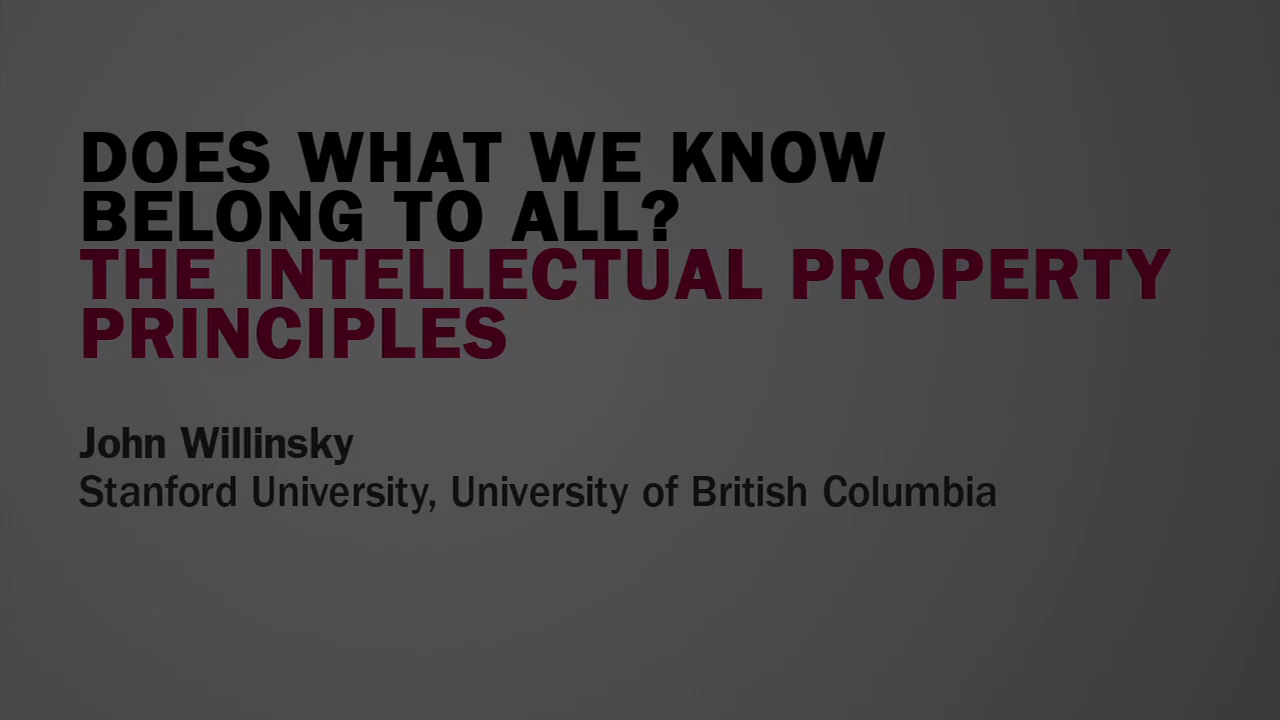 DOES WHAT WE KNOW
BELONG TO ALL?
THE INTELLECTUAL PROPERTY
PRINCIPLES
John Willinsky
Stanford University, University of British Columbia